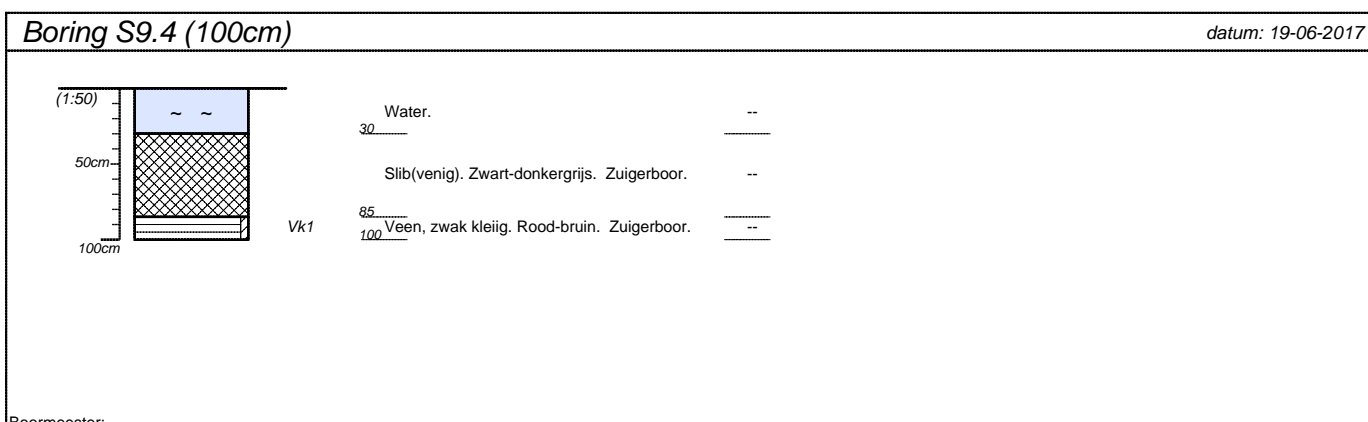 Boring S9.4 (100cm) datum: 19-06-2017
(1:50)
~ ~ Water. --
30
50cm
Slib(venig). Zwart-donkergrijs. Zuigerboor. --
85
Vk1 Veen, zwak kleiig. Rood-bruin. Zuigerboor. --
100
100cm
Boormeester: